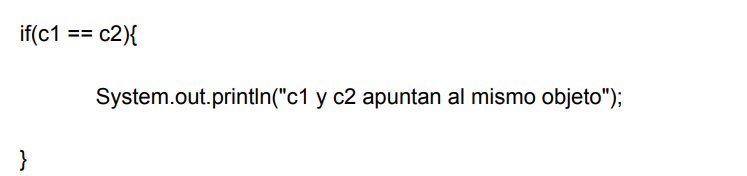 if(c1 == c2){
System.out.println("c1 y c2 apuntan al mismo objeto");
}